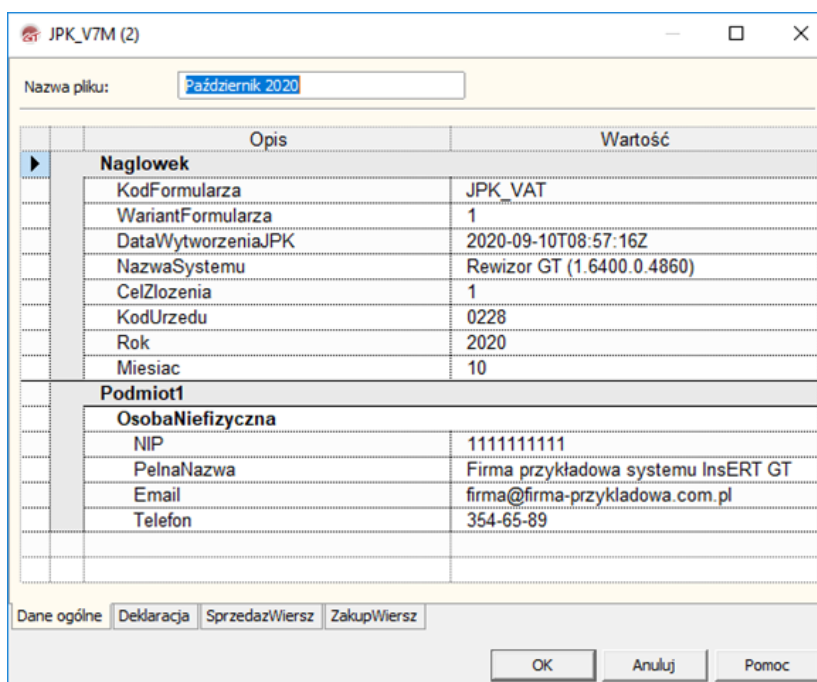 JPK_V7M (2)
Nazwa pliku: Październik 2020
Opis Wartość
Naglowek
KodFormularza JPK_VAT
WariantFormularza 1
DataWytworzeniaJPK 2020-09-10T08:57:16Z
NazwaSystemu Rewizor GT (1.6400.0.4860)
CelZlozenia 1
KodUrzedu 0228
Rok 2020
Miesiac 10
Podmiot1
OsobaNiefizyczna
NIP 1111111111
PelnaNazwa Firma przykładowa systemu InsERT GT
Email firma@firma-przykladowa.com.pl
Telefon 354-65-89
Dane ogólne Deklaracja SprzedazWiersz ZakupWiersz
OK Anuluj Pomoc